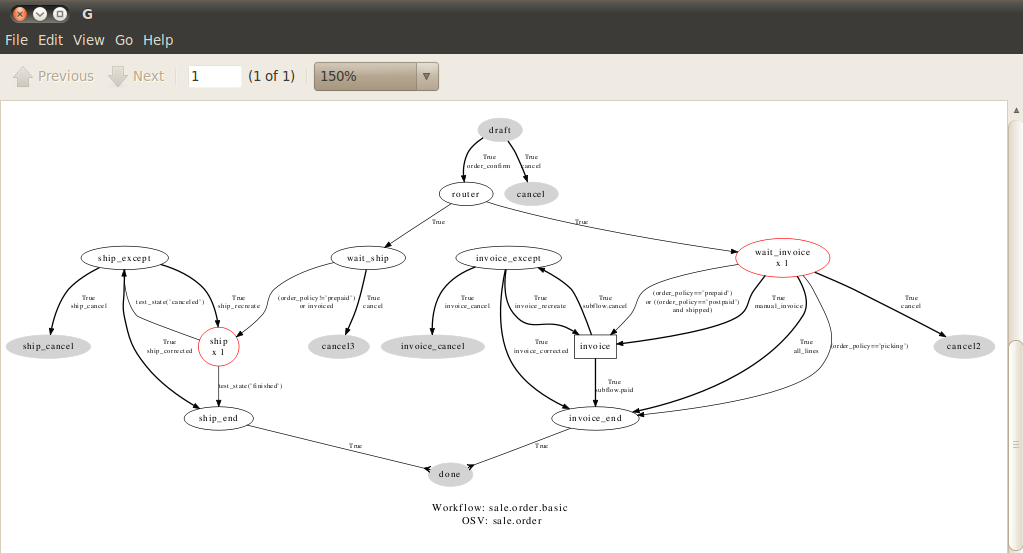 G
File Edit View Go Help
Previous Next 1 (1 of 1) 150%
draft
True
order_confirm
True
cancel
router
cancel
True
True
ship_except
wait_ship
invoice_except
wait_invoice
x 1
True
ship_cancel
test_state('canceled')
True
ship_recreate
(order_policy!='prepaid')
or invoiced
True
cancel
True
invoice_cancel
True
invoice_recreate
True
subflow.cancel
(order_policy=='prepaid')
or ((order_policy=='postpaid')
and shipped)
True
manual_invoice
True
cancel
ship_cancel
True
ship_corrected
ship
x 1
cancel3
invoice_cancel
True
invoice_corrected
invoice
True
all_lines
(order_policy=='picking')
cancel2
test_state('finished')
True
subflow.paid
ship_end
invoice_end
True
True
done
Workflow: sale.order.basic
OSV: sale.order